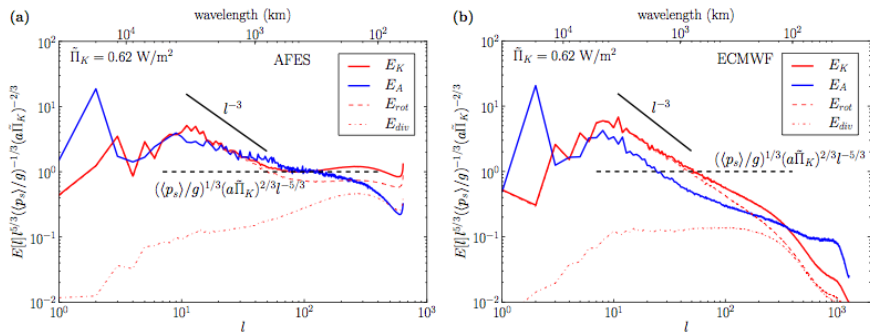 wavelength (km)
(a)
10^4 10^3 10^2
Π̃_K = 0.62 W/m²
AFES
E_K
E_A
E_rot
E_div
l^{-3}
(⟨p_s⟩/g)^{1/3}(aΠ̃_K)^{2/3}l^{-5/3}
E[l]l^{5/3}(⟨p_s⟩/g)^{-1/3}(aΠ̃_K)^{-2/3}
10^2
10^1
10^0
10^{-1}
10^{-2}
10^0 10^1 10^2 10^3
l
wavelength (km)
(b)
10^4 10^3 10^2
Π̃_K = 0.62 W/m²
ECMWF
E_K
E_A
E_rot
E_div
l^{-3}
(⟨p_s⟩/g)^{1/3}(aΠ̃_K)^{2/3}l^{-5/3}
E[l]l^{5/3}(⟨p_s⟩/g)^{-1/3}(aΠ̃_K)^{-2/3}
10^2
10^1
10^0
10^{-1}
10^{-2}
10^0 10^1 10^2 10^3
l